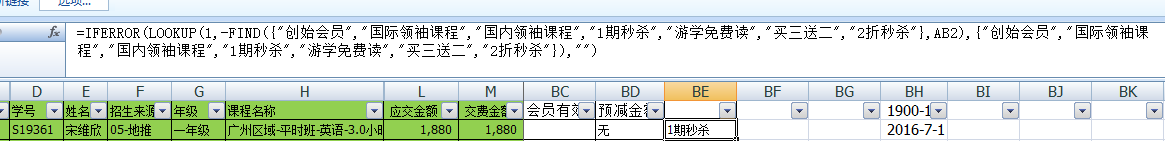 选项...
fx =IFERROR(LOOKUP(1,-FIND({"创始会员","国际领袖课程","国内领袖课程","1期秒杀","游学免费读","买三送二","2折秒杀"},AB2),{"创始会员","国际领袖课
程","国内领袖课程","1期秒杀","游学免费读","买三送二","2折秒杀"}),"")
D E F G H L M BC BD BE BF BG BH BI BJ BK
学号 姓名 招生来源 年级 课程名称 应交金额 交费金额 会员有效 预减金额 1900-1
S19361 宋维欣 05-地推 一年级 广州区域-平时班-英语-3.0小时 1,880 1,880 无 1期秒杀 2016-7-1